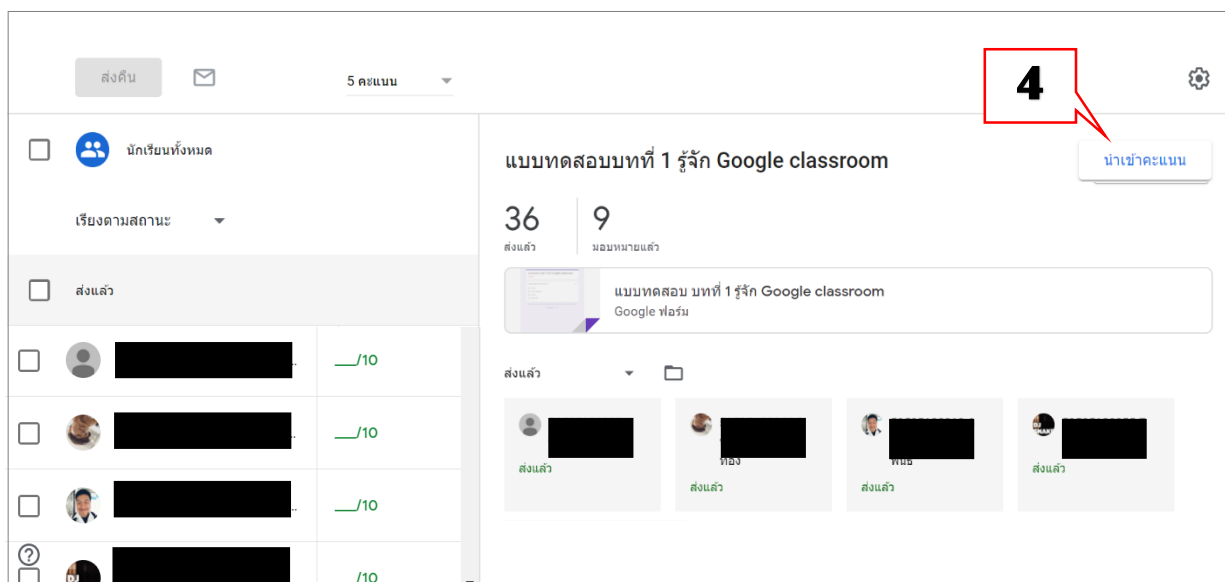 4
ส่งคืน
5 คะแนน
นักเรียนทั้งหมด
แบบทดสอบบทที่ 1 รู้จัก Google classroom
นำเข้าคะแนน
เรียงตามสถานะ
36
ส่งแล้ว
9
มอบหมายแล้ว
ส่งแล้ว
แบบทดสอบ บทที่ 1 รู้จัก Google classroom
Google ฟอร์ม
__/10
__/10
__/10
__/10
ส่งแล้ว
ส่งแล้ว
ทอง
ส่งแล้ว
พันธ์
ส่งแล้ว
ส่งแล้ว